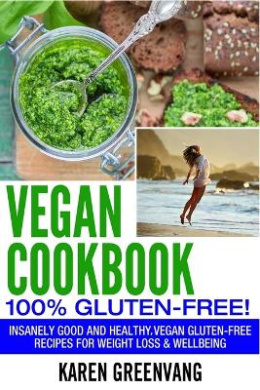 VEGAN
COOKBOOK
100% GLUTEN-FREE!
INSANELY GOOD AND HEALTHY.VEGAN GLUTEN-FREE
RECIPES FOR WEIGHT LOSS & WELLBEING
KAREN GREENVANG